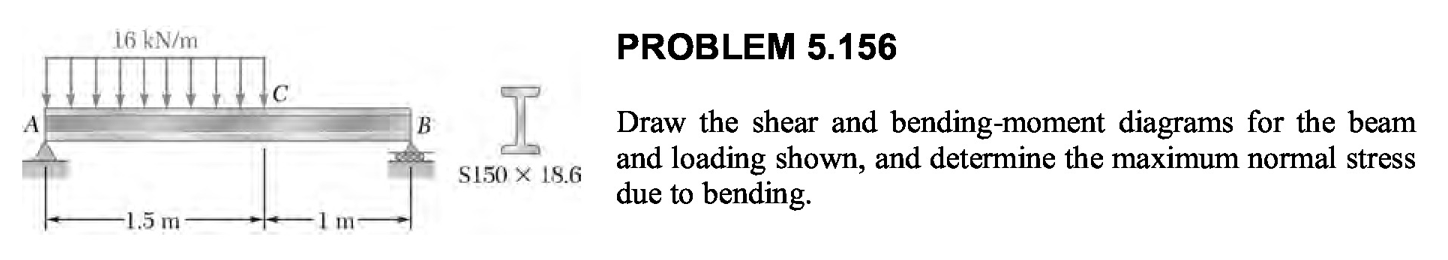 16 kN/m
PROBLEM 5.156
C
A
B
S150 × 18.6
1.5 m
1 m
Draw the shear and bending-moment diagrams for the beam
and loading shown, and determine the maximum normal stress
due to bending.